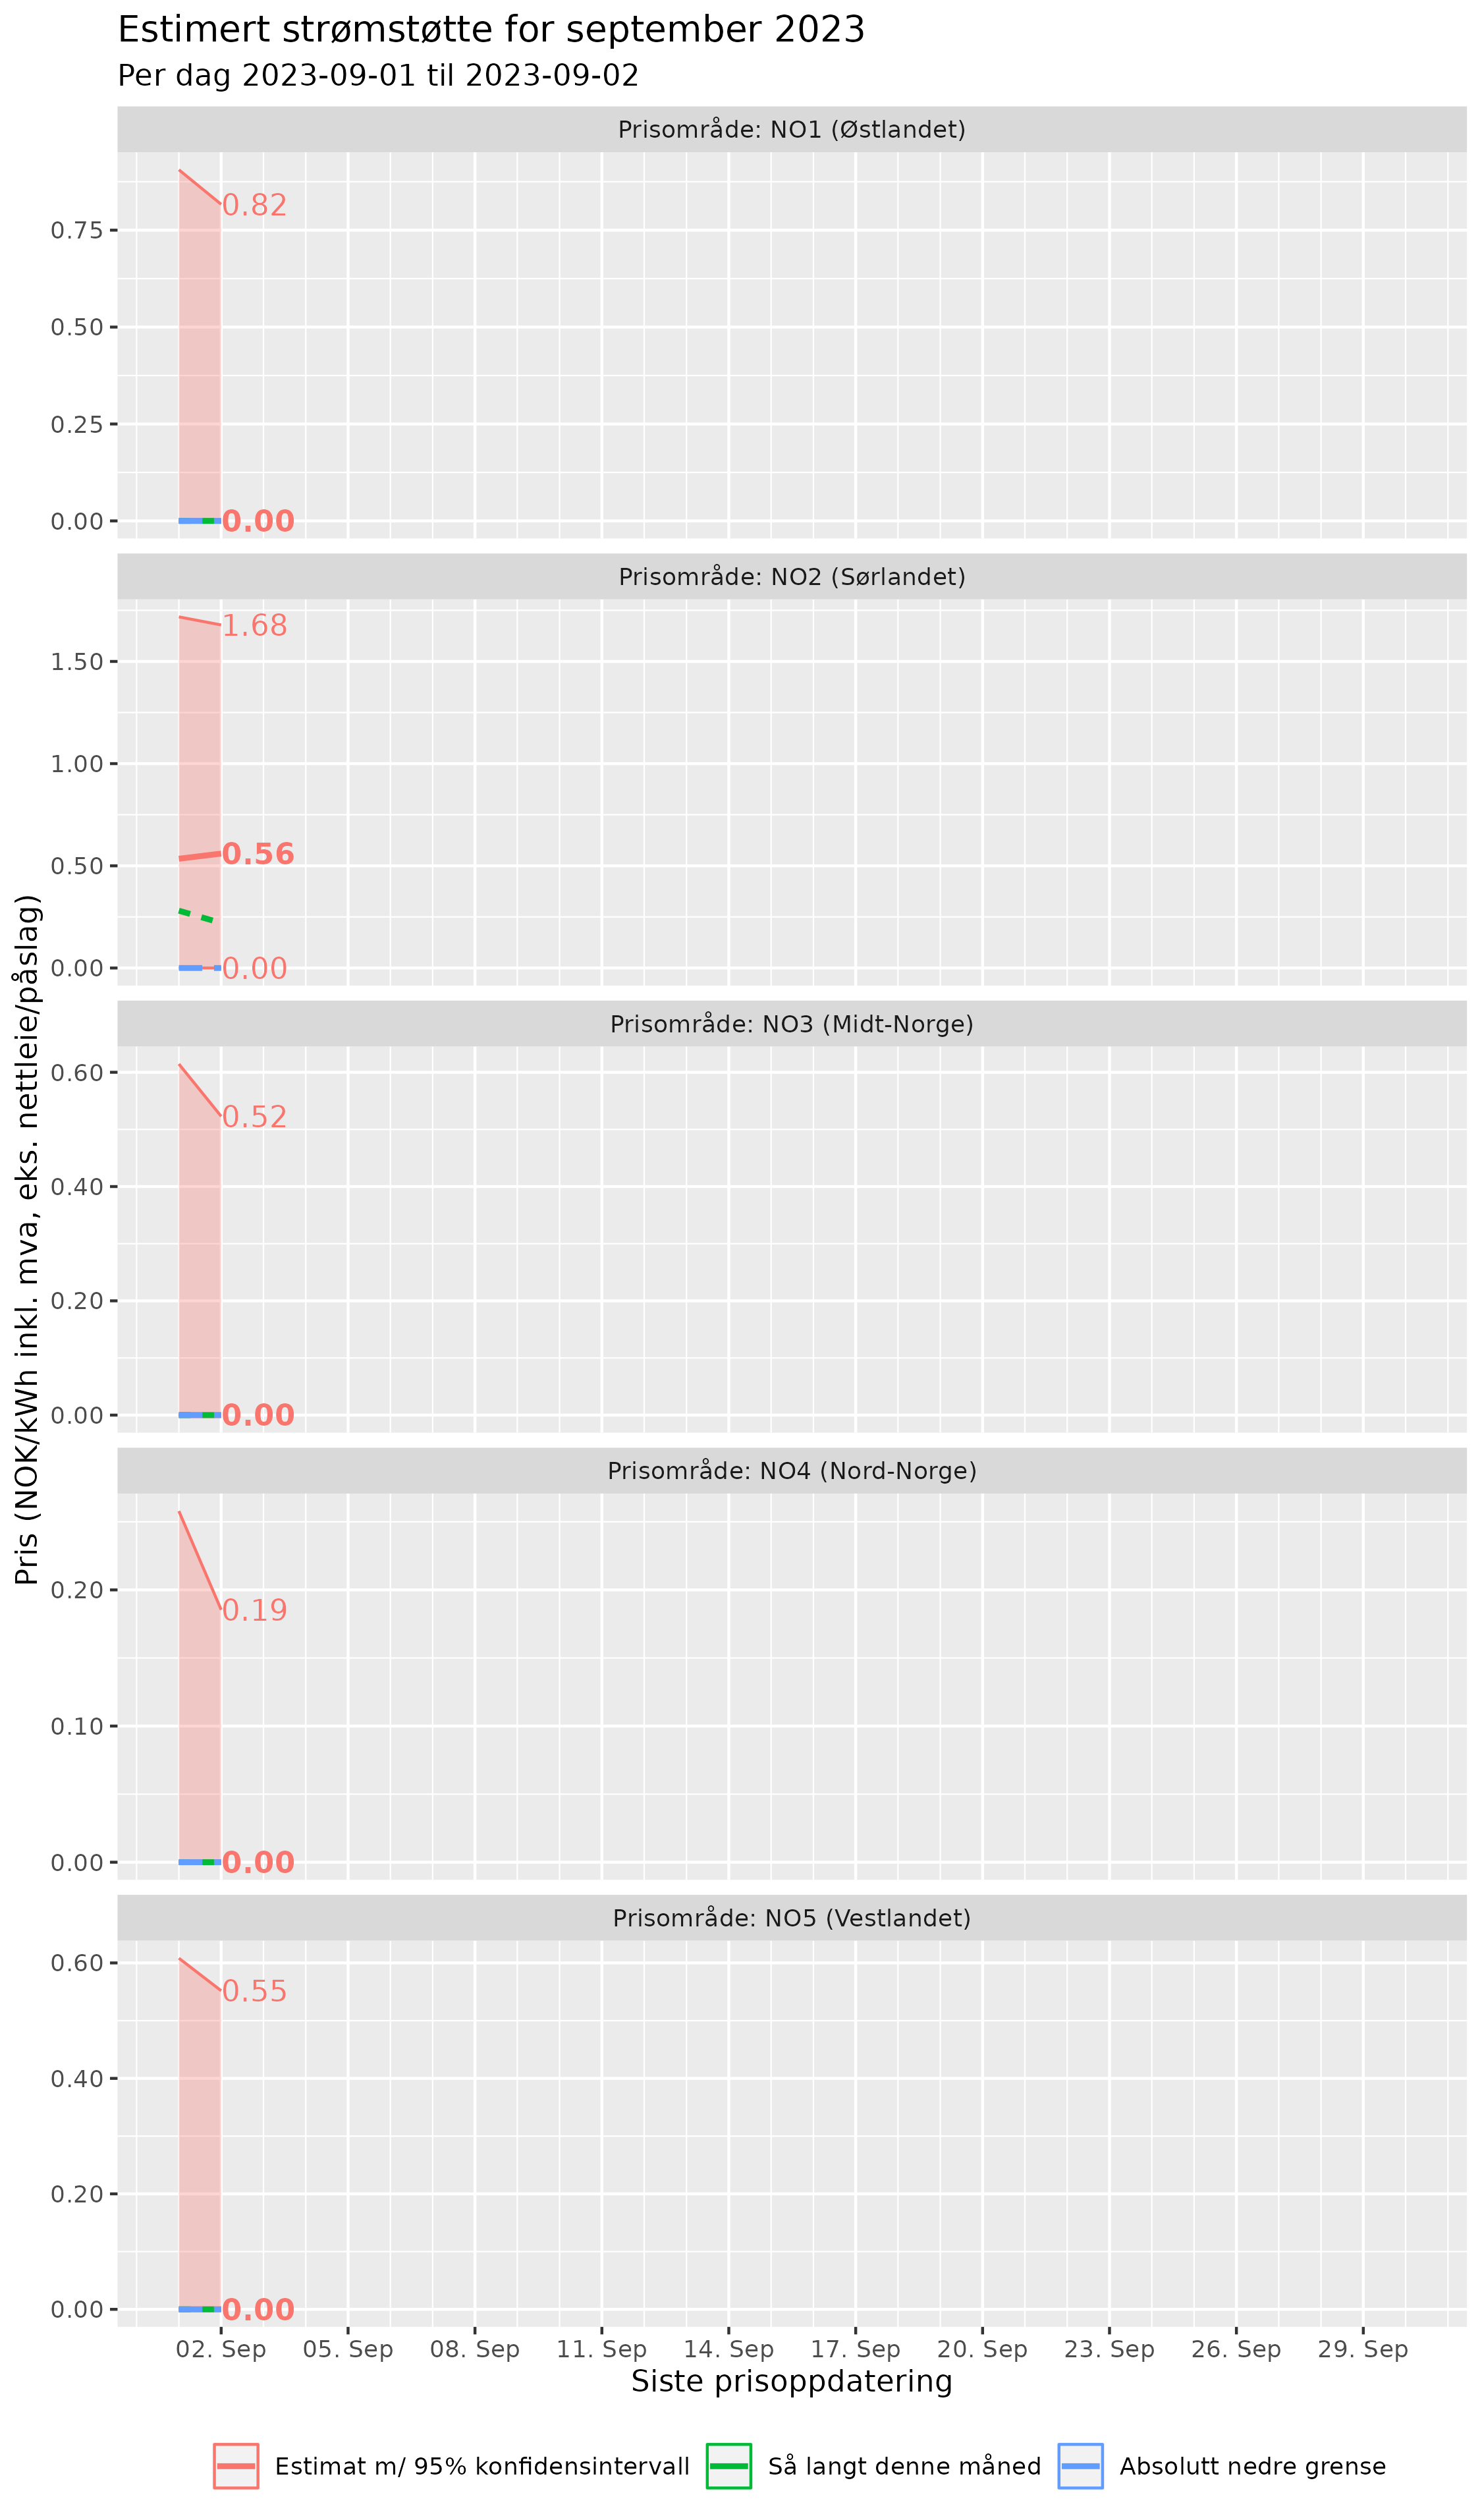 Estimert strømstøtte for september 2023
Per dag 2023-09-01 til 2023-09-02
Pris (NOK/kWh inkl. mva, eks. nettleie/påslag)
Prisområde: NO1 (Østlandet)
0.82
0.75
0.50
0.25
0.00
0.00
Prisområde: NO2 (Sørlandet)
1.68
1.50
1.00
0.56
0.50
0.00
0.00
Prisområde: NO3 (Midt-Norge)
0.60
0.52
0.40
0.20
0.00
0.00
Prisområde: NO4 (Nord-Norge)
0.20
0.19
0.10
0.00
0.00
Prisområde: NO5 (Vestlandet)
0.60
0.55
0.40
0.20
0.00
0.00
02. Sep 05. Sep 08. Sep 11. Sep 14. Sep 17. Sep 20. Sep 23. Sep 26. Sep 29. Sep
Siste prisoppdatering
Estimat m/ 95% konfidensintervall Så langt denne måned Absolutt nedre grense